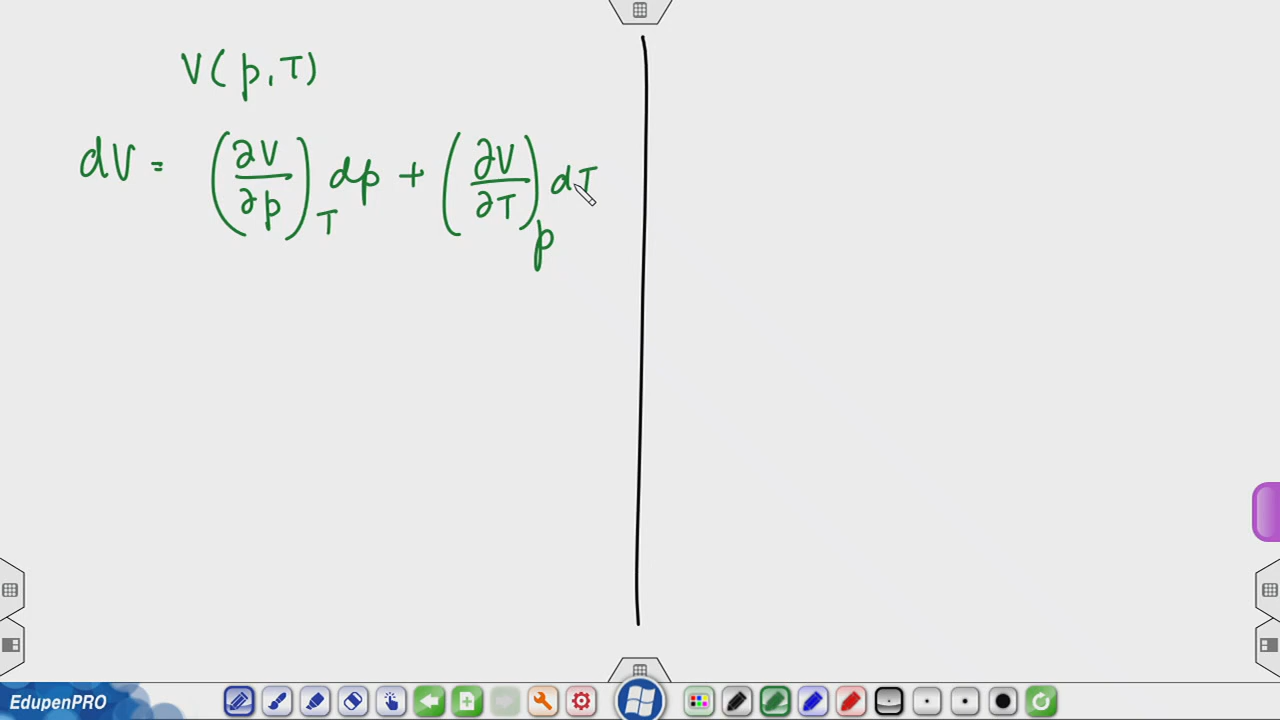 V(p,T)
dV = (∂V/∂p)_T dp + (∂V/∂T)_p dT
EdupenPRO